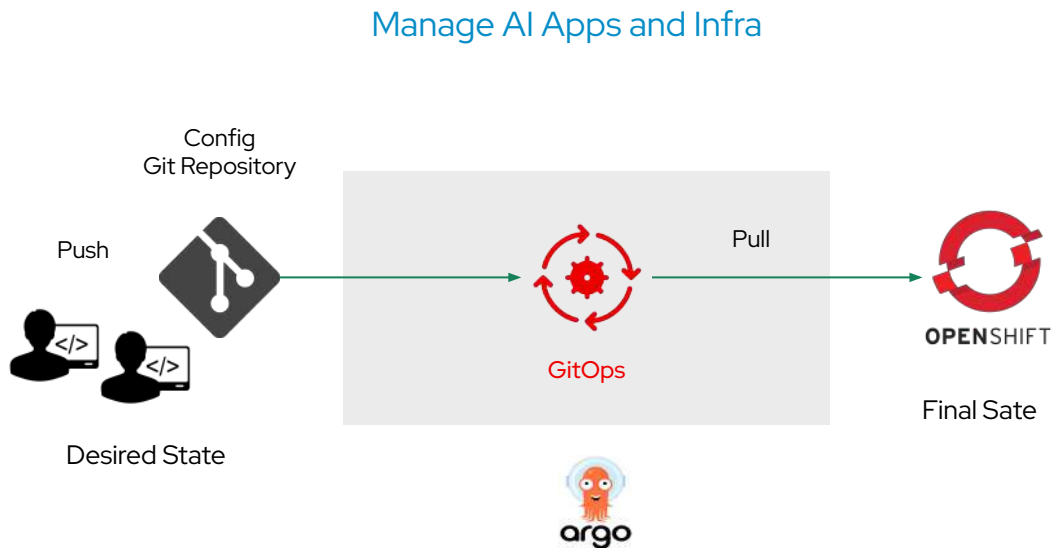 Manage AI Apps and Infra
Config
Git Repository
Push
</>
</>
Desired State
GitOps
Pull
OPENSHIFT
Final Sate
argo